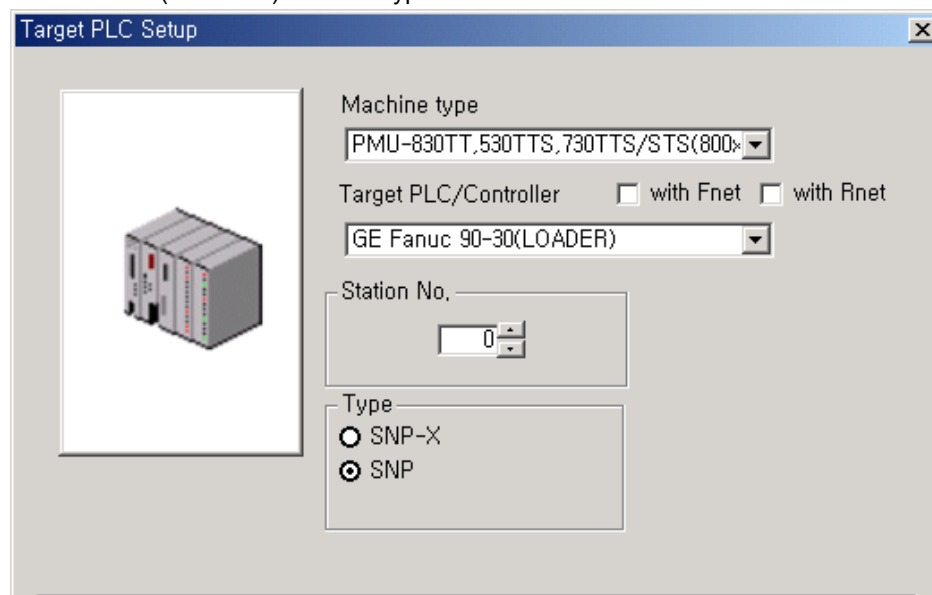 Target PLC Setup
Machine type
PMU-830TT,530TTS,730TTS/STS(800x
Target PLC/Controller with Fnet with Rnet
GE Fanuc 90-30(LOADER)
Station No.
0
Type
SNP-X
SNP